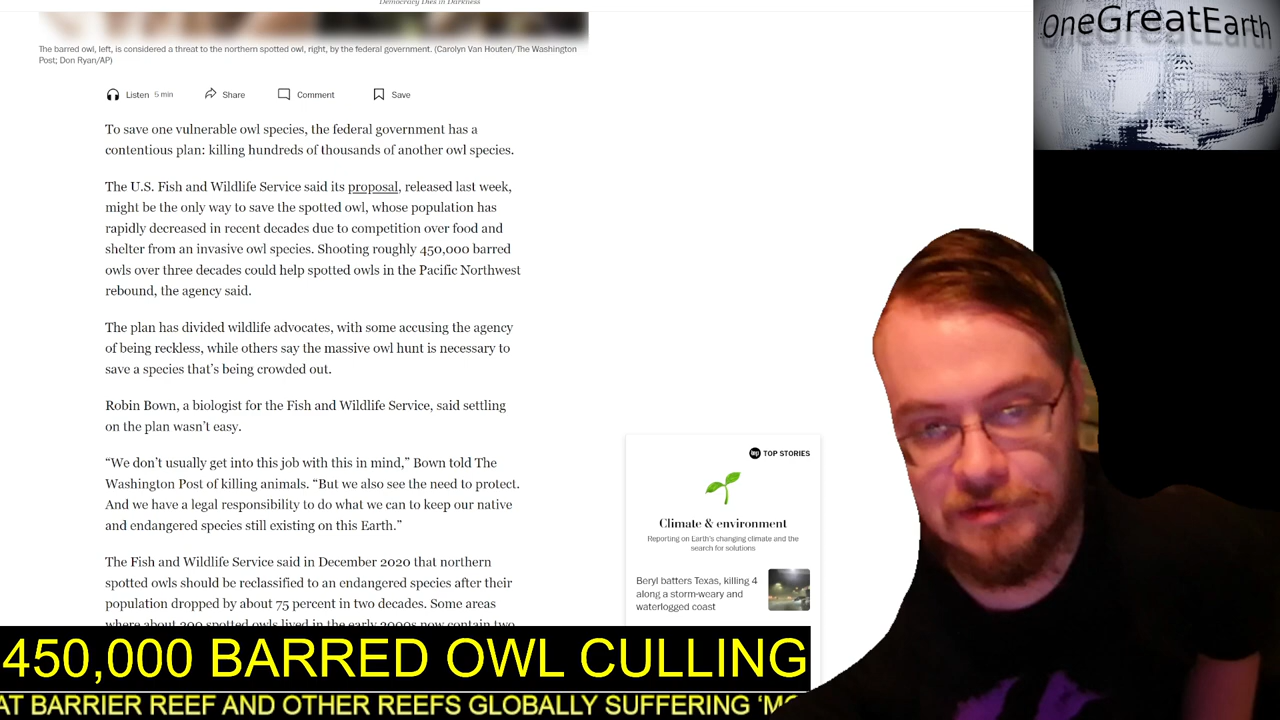 Democracy Dies in Darkness
OneGreatEarth
The barred owl, left, is considered a threat to the northern spotted owl, right, by the federal government. (Carolyn Van Houten/The Washington
Post; Don Ryan/AP)
Listen 5 min Share Comment Save
To save one vulnerable owl species, the federal government has a
contentious plan: killing hundreds of thousands of another owl species.
The U.S. Fish and Wildlife Service said its proposal, released last week,
might be the only way to save the spotted owl, whose population has
rapidly decreased in recent decades due to competition over food and
shelter from an invasive owl species. Shooting roughly 450,000 barred
owls over three decades could help spotted owls in the Pacific Northwest
rebound, the agency said.
The plan has divided wildlife advocates, with some accusing the agency
of being reckless, while others say the massive owl hunt is necessary to
save a species that’s being crowded out.
Robin Bown, a biologist for the Fish and Wildlife Service, said settling
on the plan wasn’t easy.
“We don’t usually get into this job with this in mind,” Bown told The
Washington Post of killing animals. “But we also see the need to protect.
And we have a legal responsibility to do what we can to keep our native
and endangered species still existing on this Earth.”
The Fish and Wildlife Service said in December 2020 that northern
spotted owls should be reclassified to an endangered species after their
population dropped by about 75 percent in two decades. Some areas
where about 200 spotted owls lived in the early 2000s now contain two
wp TOP STORIES
Climate & environment
Reporting on Earth's changing climate and the
search for solutions
Beryl batters Texas, killing 4
along a storm-weary and
waterlogged coast
450,000 BARRED OWL CULLING
AT BARRIER REEF AND OTHER REEFS GLOBALLY SUFFERING ‘MO